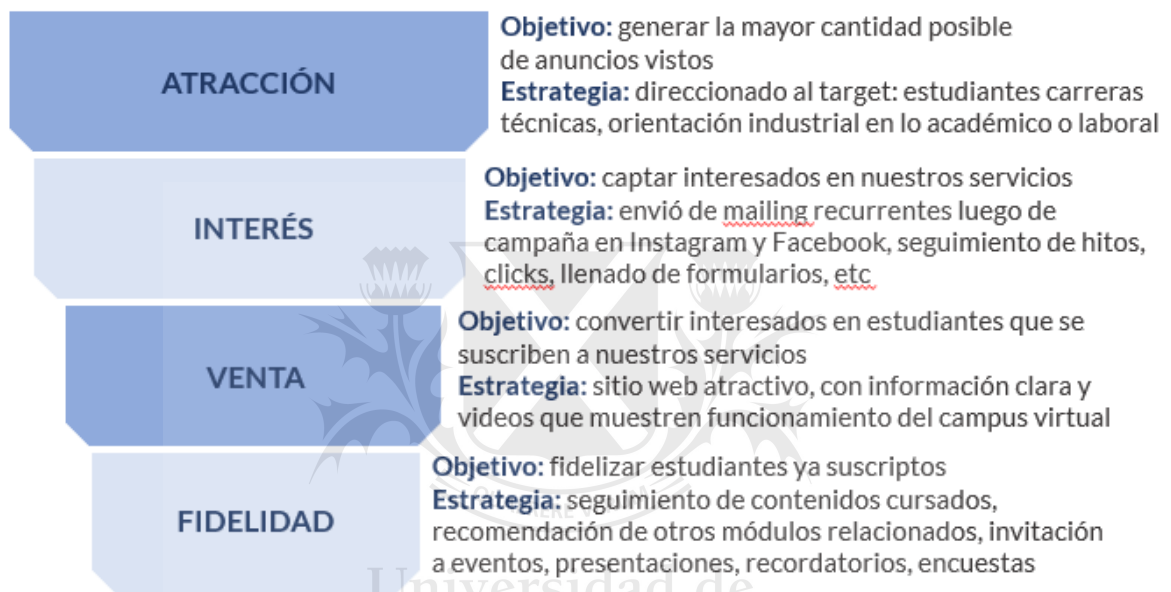 ATRACCIÓN
Objetivo: generar la mayor cantidad posible
de anuncios vistos
Estrategia: direccionado al target: estudiantes carreras
técnicas, orientación industrial en lo académico o laboral
INTERÉS
Objetivo: captar interesados en nuestros servicios
Estrategia: envió de mailing recurrentes luego de
campaña en Instagram y Facebook, seguimiento de hitos,
clicks, llenado de formularios, etc
VENTA
Objetivo: convertir interesados en estudiantes que se
suscriben a nuestros servicios
Estrategia: sitio web atractivo, con información clara y
videos que muestren funcionamiento del campus virtual
FIDELIDAD
Objetivo: fidelizar estudiantes ya suscriptos
Estrategia: seguimiento de contenidos cursados,
recomendación de otros módulos relacionados, invitación
a eventos, presentaciones, recordatorios, encuestas
Universidad de